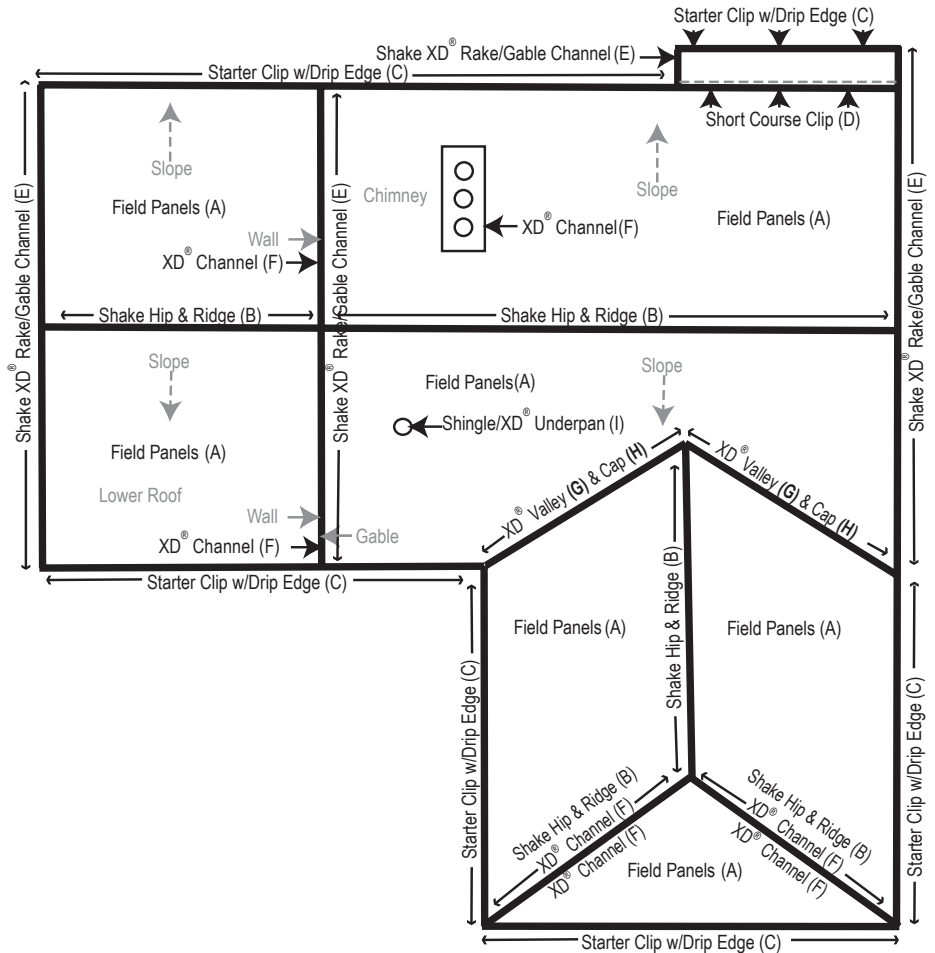 Starter Clip w/Drip Edge (C)
Shake XD® Rake/Gable Channel (E)
Starter Clip w/Drip Edge (C)
Short Course Clip (D)
Slope
Chimney
Slope
Field Panels (A)
Field Panels (A)
XD® Channel(F)
Wall
XD® Channel (F)
Shake XD® Rake/Gable Channel (E)
Shake XD® Rake/Gable Channel (E)
Shake XD® Rake/Gable Channel (E)
Shake Hip & Ridge (B)
Shake Hip & Ridge (B)
Slope
Slope
Field Panels(A)
Shingle/XD® Underpan (I)
Field Panels (A)
Lower Roof
Wall
Gable
XD® Channel (F)
XD® Valley (G) & Cap (H)
XD® Valley (G) & Cap (H)
Starter Clip w/Drip Edge (C)
Shake Hip & Ridge (B)
Field Panels (A)
Field Panels (A)
Starter Clip w/Drip Edge (C)
Starter Clip w/Drip Edge (C)
Shake Hip & Ridge (B)
XD® Channel (F)
XD® Channel (F)
Shake Hip & Ridge (B)
XD® Channel (F)
XD® Channel (F)
Field Panels (A)
Starter Clip w/Drip Edge (C)